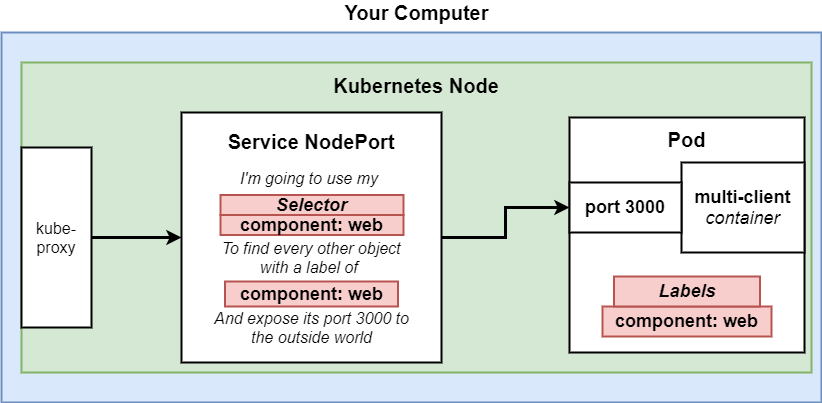 Your Computer
Kubernetes Node
kube-
proxy
Service NodePort
I'm going to use my
Selector
component: web
To find every other object
with a label of
component: web
And expose its port 3000 to
the outside world
Pod
port 3000
multi-client
container
Labels
component: web